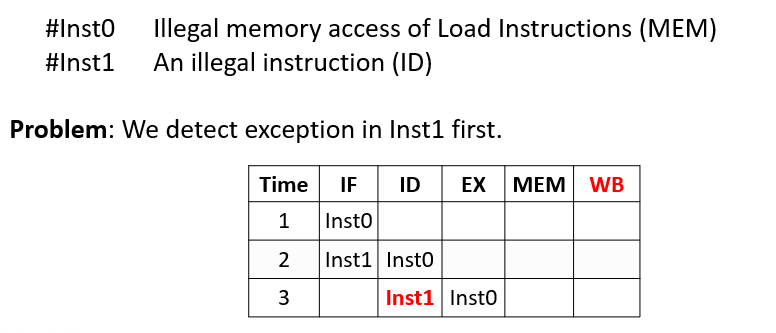 #Inst0 Illegal memory access of Load Instructions (MEM)
#Inst1 An illegal instruction (ID)
Problem: We detect exception in Inst1 first.
Time IF ID EX MEM WB
1 Inst0
2 Inst1 Inst0
3 Inst1 Inst0